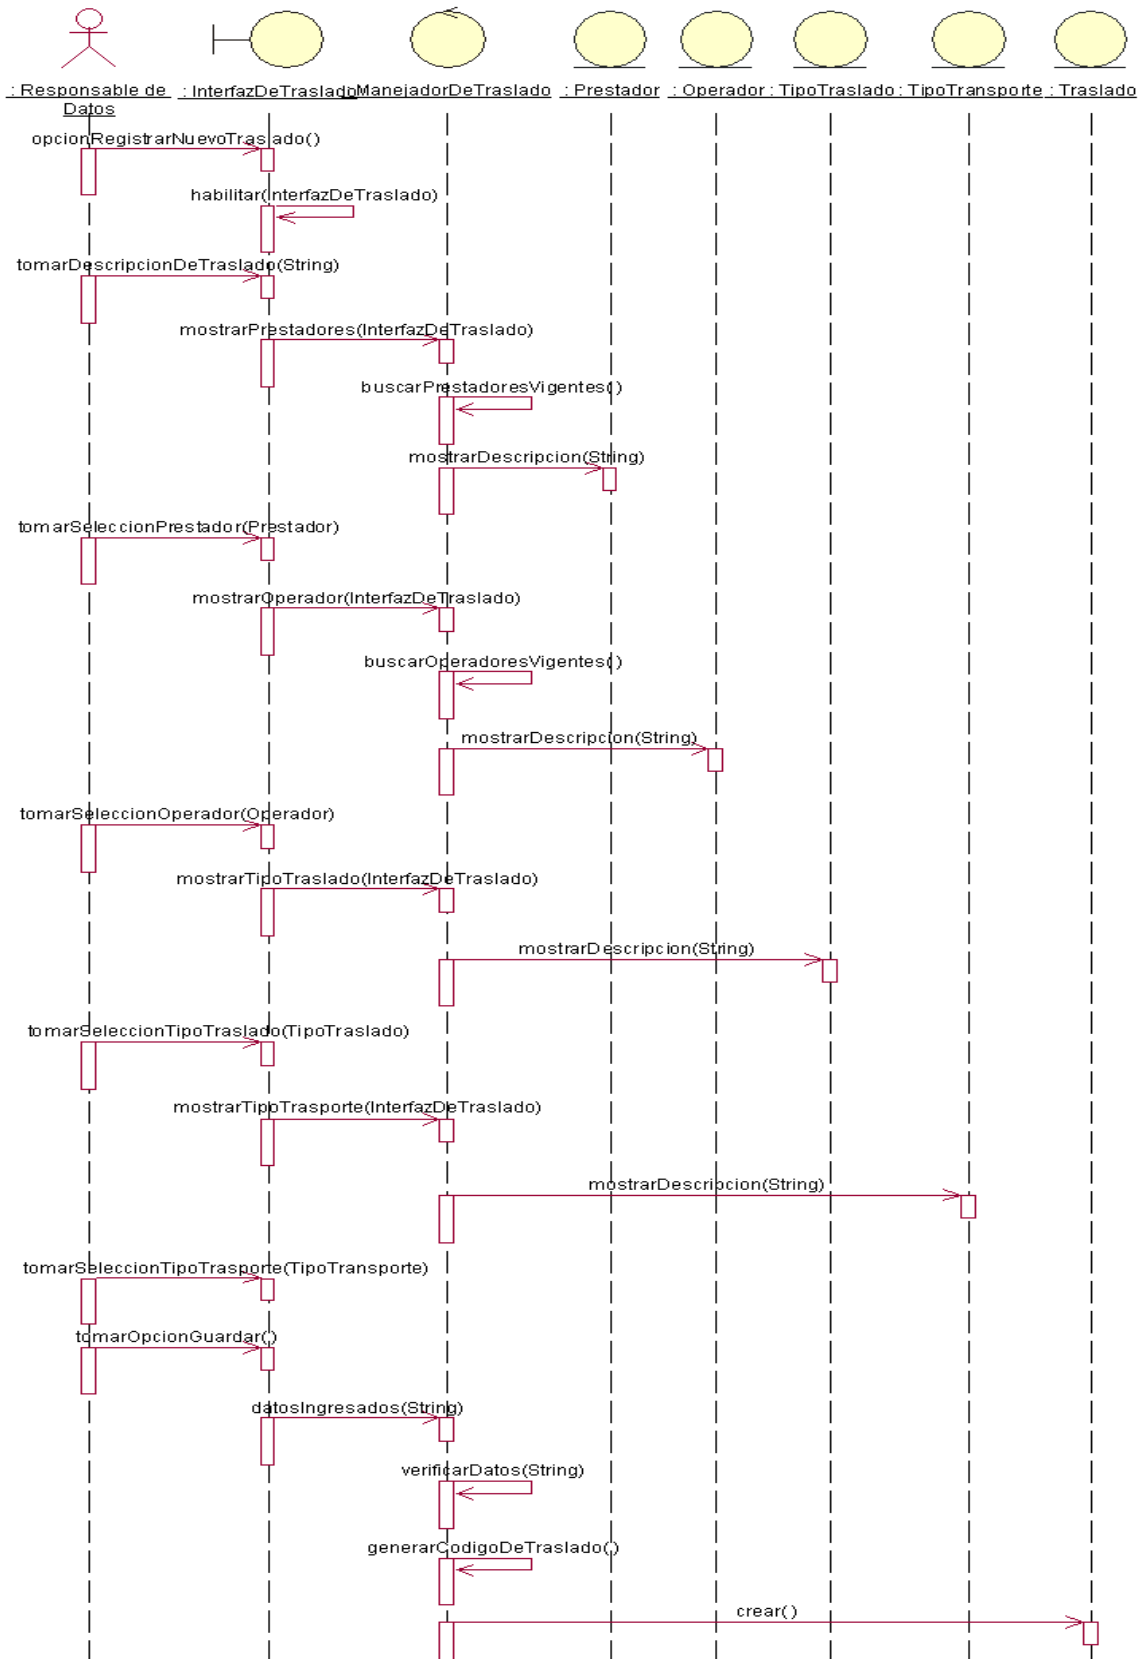 : Responsable de Datos
: InterfazDeTraslado
: ManejadorDeTraslado
: Prestador
: Operador
: TipoTraslado
: TipoTransporte
: Traslado
opcionRegistrarNuevoTraslado()
habilitar(InterfazDeTraslado)
tomarDescripcionDeTraslado(String)
mostrarPrestadores(InterfazDeTraslado)
buscarPrestadoresVigentes()
mostrarDescripcion(String)
tomarSeleccionPrestador(Prestador)
mostrarOperador(InterfazDeTraslado)
buscarOperadoresVigentes()
mostrarDescripcion(String)
tomarSeleccionOperador(Operador)
mostrarTipoTraslado(InterfazDeTraslado)
mostrarDescripcion(String)
tomarSeleccionTipoTraslado(TipoTraslado)
mostrarTipoTrasporte(InterfazDeTraslado)
mostrarDescripcion(String)
tomarSeleccionTipoTrasporte(TipoTransporte)
tomarOpcionGuardar()
datosIngresados(String)
verificarDatos(String)
generarCodigoDeTraslado()
crear()